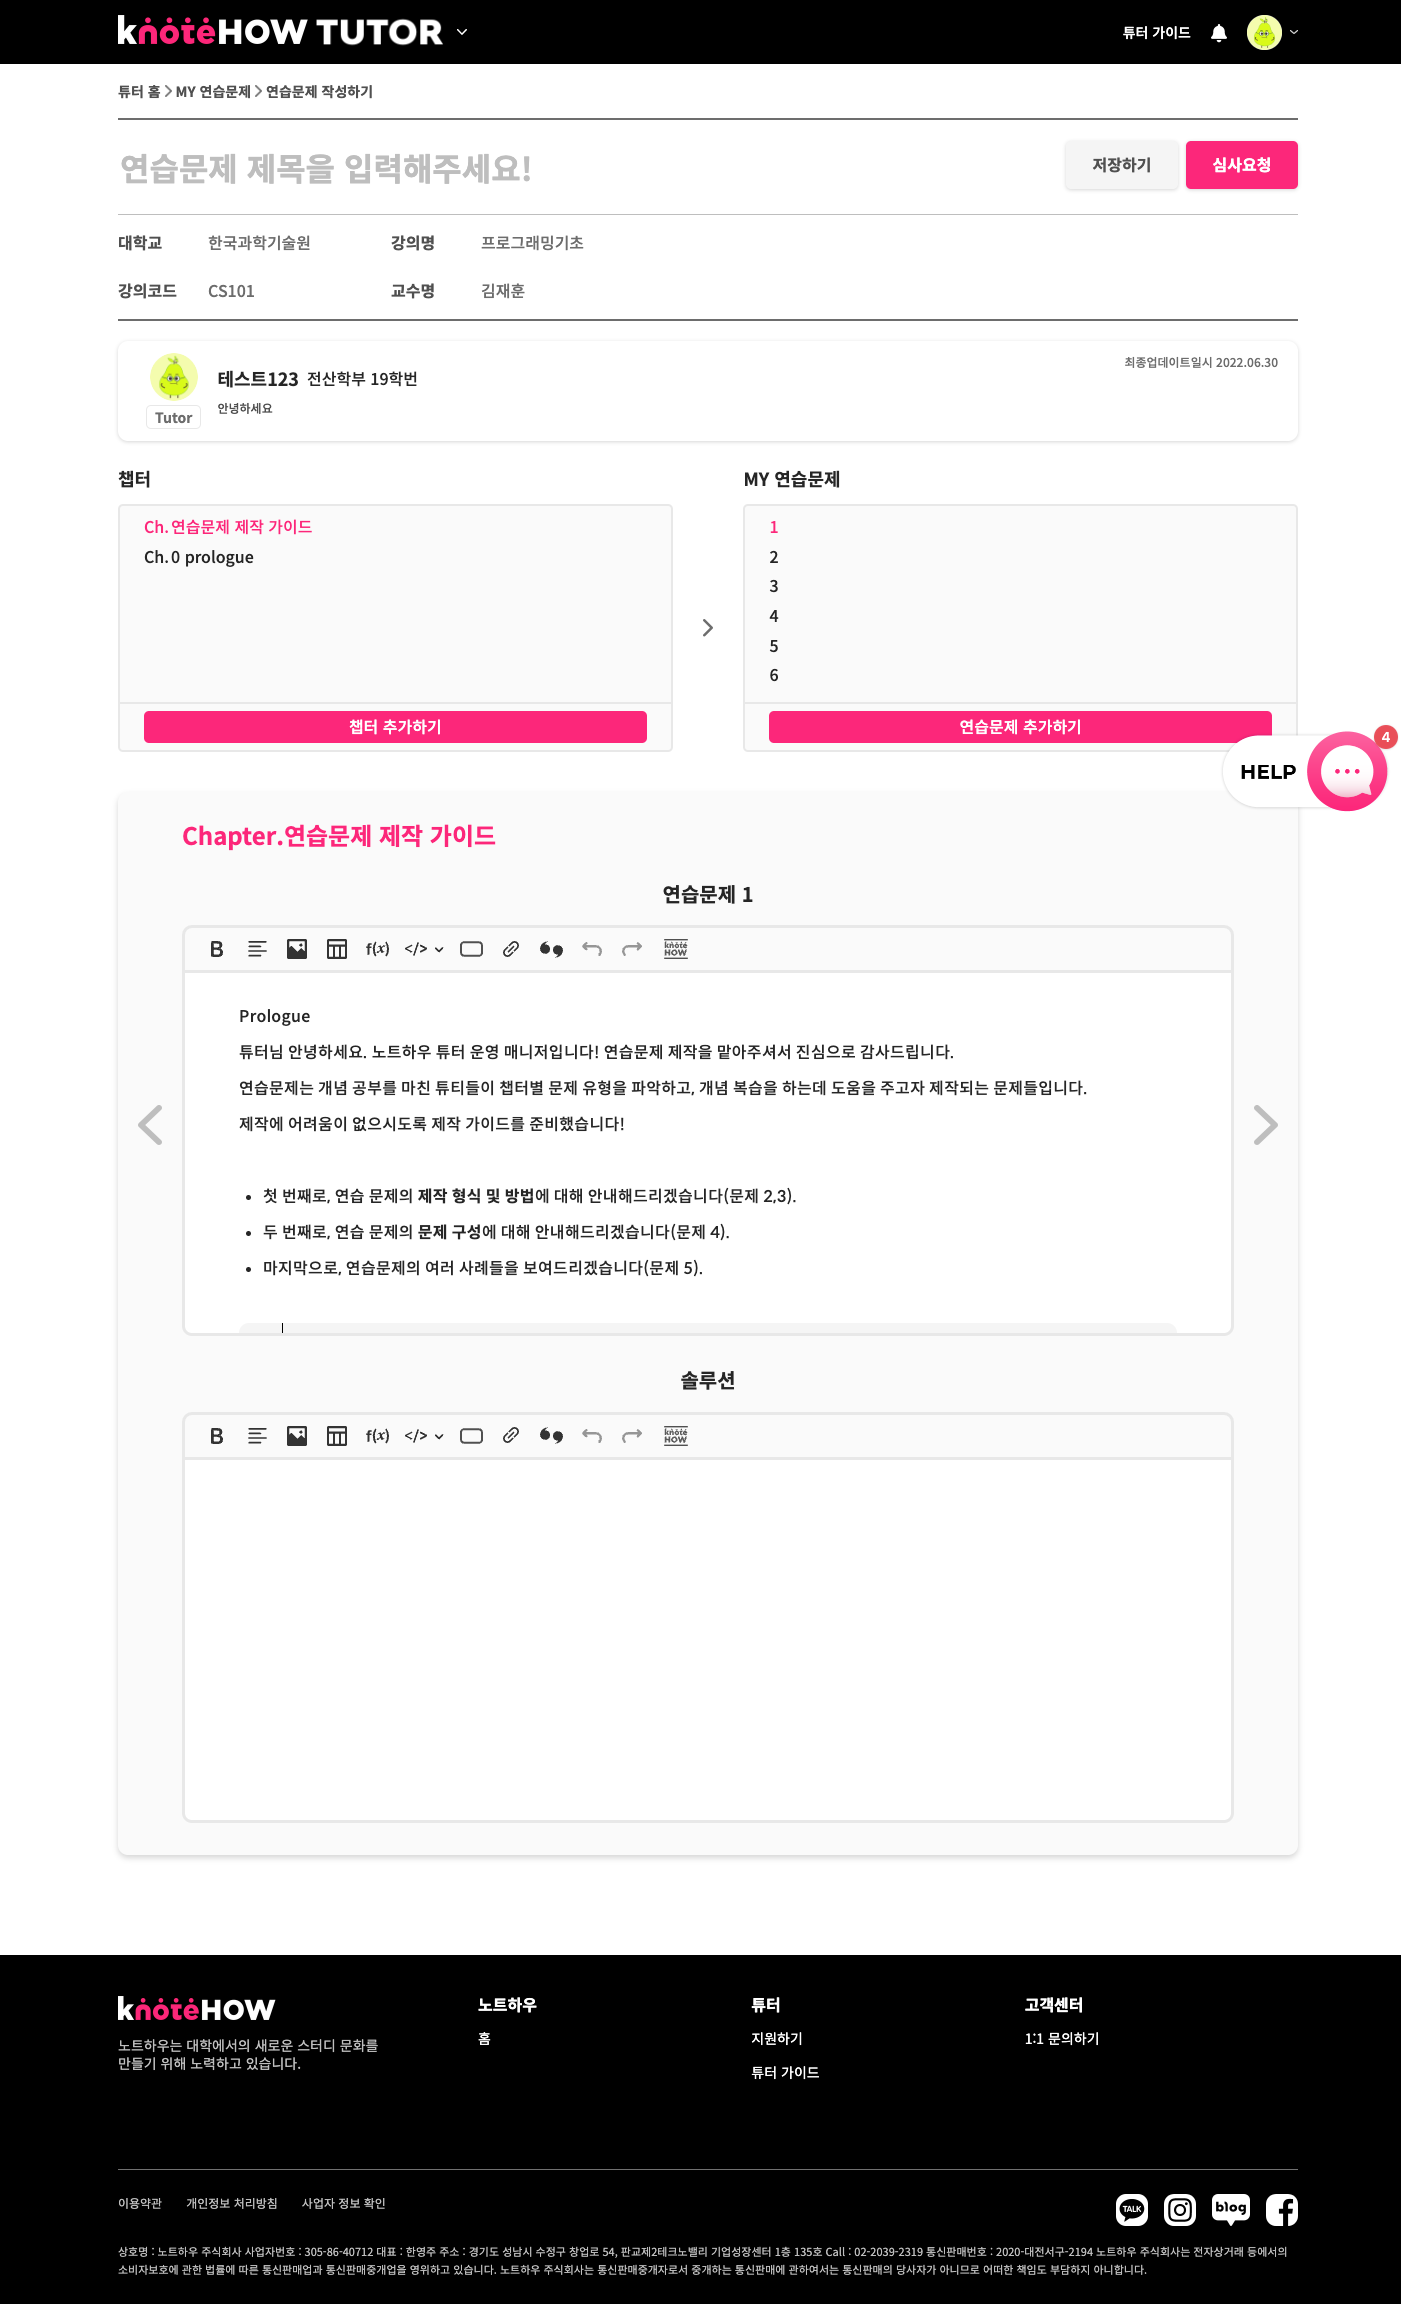 knoteHOW TUTOR
튜터 가이드
튜터 홈 > MY 연습문제 > 연습문제 작성하기
연습문제 제목을 입력해주세요!
저장하기
심사요청
대학교 한국과학기술원 강의명 프로그래밍기초
강의코드 CS101 교수명 김재훈
최종업데이트일시 2022.06.30
테스트123 전산학부 19학번
안녕하세요
Tutor
챕터
Ch. 연습문제 제작 가이드
Ch. 0 prologue
챕터 추가하기
MY 연습문제
1
2
3
4
5
6
연습문제 추가하기
HELP
4
Chapter.연습문제 제작 가이드
연습문제 1
B f(x) </> knoteHOW
Prologue
튜터님 안녕하세요. 노트하우 튜터 운영 매니저입니다! 연습문제 제작을 맡아주셔서 진심으로 감사드립니다.
연습문제는 개념 공부를 마친 튜티들이 챕터별 문제 유형을 파악하고, 개념 복습을 하는데 도움을 주고자 제작되는 문제들입니다.
제작에 어려움이 없으시도록 제작 가이드를 준비했습니다!
• 첫 번째로, 연습 문제의 제작 형식 및 방법에 대해 안내해드리겠습니다(문제 2,3).
• 두 번째로, 연습 문제의 문제 구성에 대해 안내해드리겠습니다(문제 4).
• 마지막으로, 연습문제의 여러 사례들을 보여드리겠습니다(문제 5).
솔루션
B f(x) </> knoteHOW
knoteHOW
노트하우는 대학에서의 새로운 스터디 문화를
만들기 위해 노력하고 있습니다.
노트하우
홈
튜터
지원하기
튜터 가이드
고객센터
1:1 문의하기
이용약관 개인정보 처리방침 사업자 정보 확인
TALK
blog
상호명 : 노트하우 주식회사 사업자번호 : 305-86-40712 대표 : 한영주 주소 : 경기도 성남시 수정구 창업로 54, 판교제2테크노밸리 기업성장센터 1층 135호 Call : 02-2039-2319 통신판매번호 : 2020-대전서구-2194 노트하우 주식회사는 전자상거래 등에서의
소비자보호에 관한 법률에 따른 통신판매업과 통신판매중개업을 영위하고 있습니다. 노트하우 주식회사는 통신판매중개자로서 중개하는 통신판매에 관하여서는 통신판매의 당사자가 아니므로 어떠한 책임도 부담하지 아니합니다.